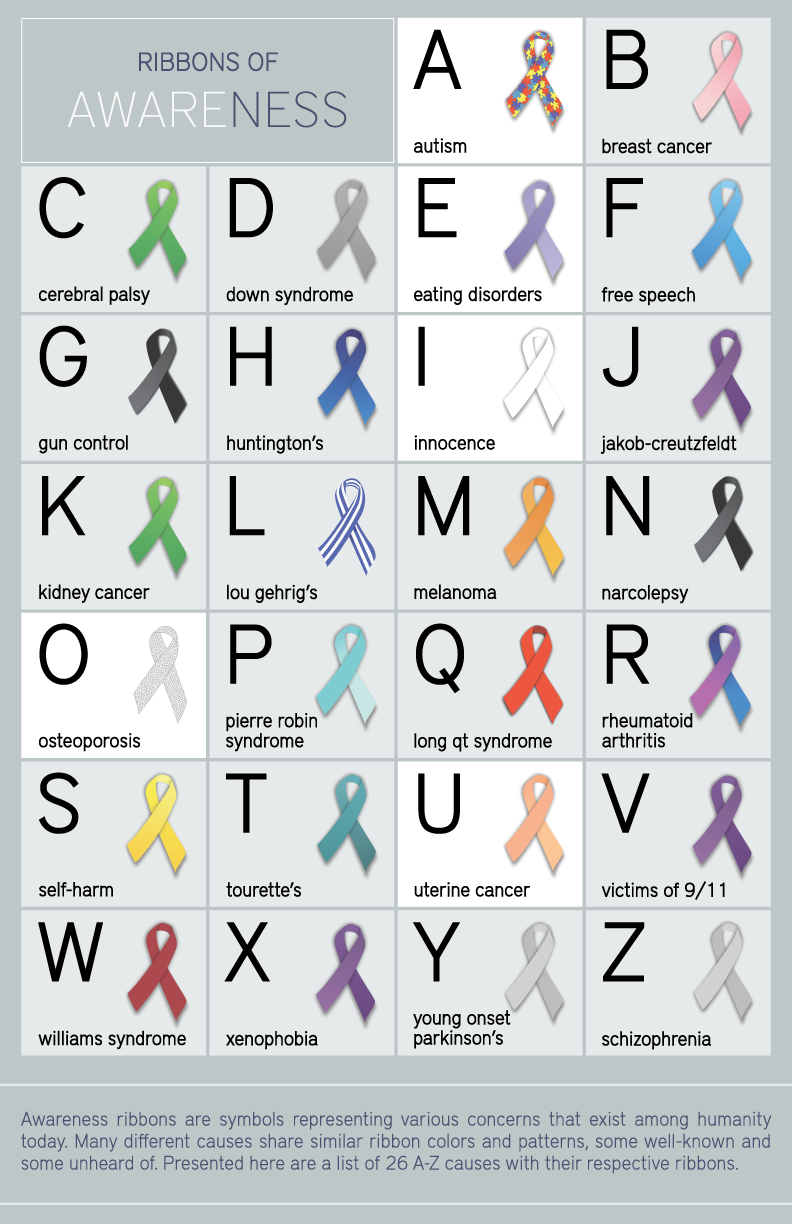 RIBBONS OF
AWARENESS
A
autism
B
breast cancer
C
cerebral palsy
D
down syndrome
E
eating disorders
F
free speech
G
gun control
H
huntington's
I
innocence
J
jakob-creutzfeldt
K
kidney cancer
L
lou gehrig's
M
melanoma
N
narcolepsy
O
osteoporosis
P
pierre robin
syndrome
Q
long qt syndrome
R
rheumatoid
arthritis
S
self-harm
T
tourette's
U
uterine cancer
V
victims of 9/11
W
williams syndrome
X
xenophobia
Y
young onset
parkinson's
Z
schizophrenia
Awareness ribbons are symbols representing various concerns that exist among humanity
today. Many different causes share similar ribbon colors and patterns, some well-known and
some unheard of. Presented here are a list of 26 A-Z causes with their respective ribbons.